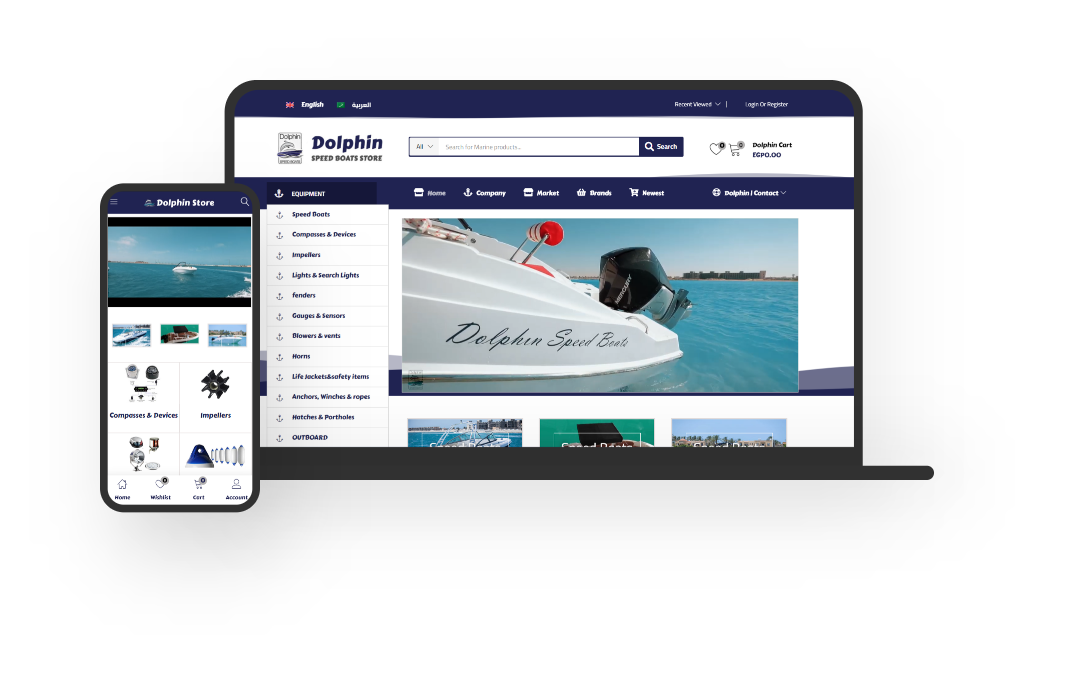 English
العربية
Recent Viewed
|
Login Or Register
Dolphin
SPEED BOATS
Dolphin
SPEED BOATS STORE
All
Search for Marine products...
Search
0
0
Dolphin Cart
EGP0.00
EQUIPMENT
Home
Company
Market
Brands
Newest
Dolphin | Contact
Speed Boats
Compasses & Devices
Impellers
Lights & Search Lights
fenders
Gauges & Sensors
Blowers & vents
Horns
Life Jackets&safety items
Anchors, Winches & ropes
Hatches & Portholes
OUTBOARD
MERCURY
Dolphin Speed Boats
Speed Boats
Dolphin Store
Compasses & Devices
Impellers
0
0
Home
Wishlist
Cart
Account